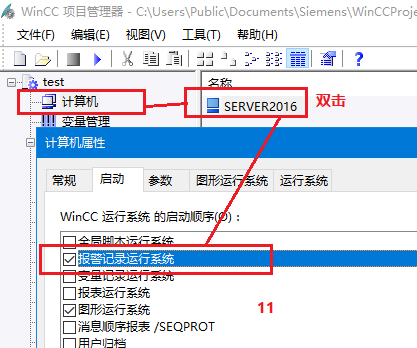 WinCC 项目管理器 - C:\Users\Public\Documents\Siemens\WinCCProje
文件(F) 编辑(E) 视图(V) 工具(T) 帮助(H)
test
名称
计算机
SERVER2016
双击
变量管理
计算机属性
常规 启动 参数 图形运行系统 运行系统
WinCC 运行系统 的启动顺序(O)：
全局脚本运行系统
报警记录运行系统
变量记录运行系统
报表运行系统
图形运行系统
11
消息顺序报表 /SEQPROT
用户归档